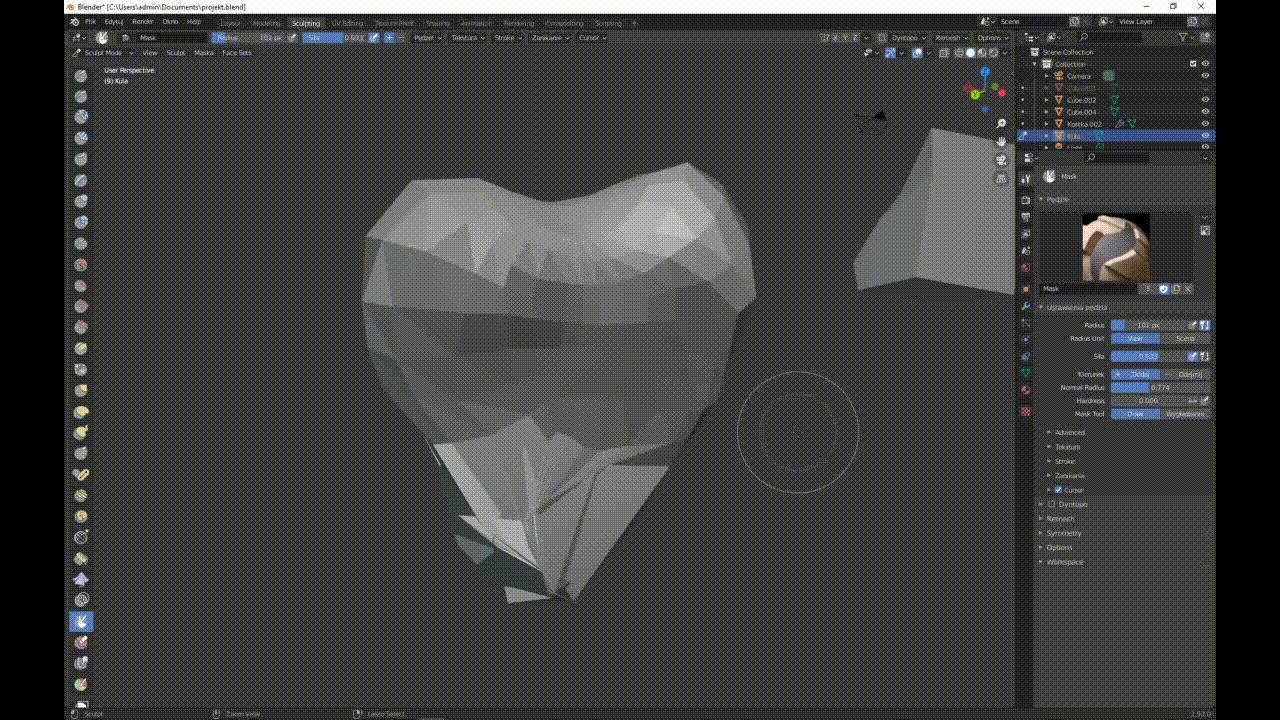 Blender* [C:\Users\admin\Documents\projekt.blend]
Plik Edytuj Render Okno Help Layout Modeling Sculpting UV Editing Texture Paint Shading Animation Rendering Compositing Scripting + Scene View Layer
Mask Radius 101 px Siła 0.633 Pędzel Tekstura Stroke Zanikanie Cursor X Y Z Dyntopo Remesh Options
Sculpt Mode View Sculpt Maska Face Sets
User Perspective
(9) Kula
Scene Collection
Collection
Camera
Cube.002
Cube.004
Kostka.002
Kula
Light
Mask
Pędzle
Mask
Ustawienia pędzla
Radius 101 px
Radius Unit View Scena
Siła 0.633
Kierunek + Dodaj − Odejmij
Normal Radius 0.774
Hardness 0.000
Mask Tool Draw Wygładzanie
Advanced
Tekstura
Stroke
Zanikanie
Cursor
Dyntopo
Remesh
Symmetry
Options
Workspace
Sculpt Zoom View Lasso Select 2.92.0